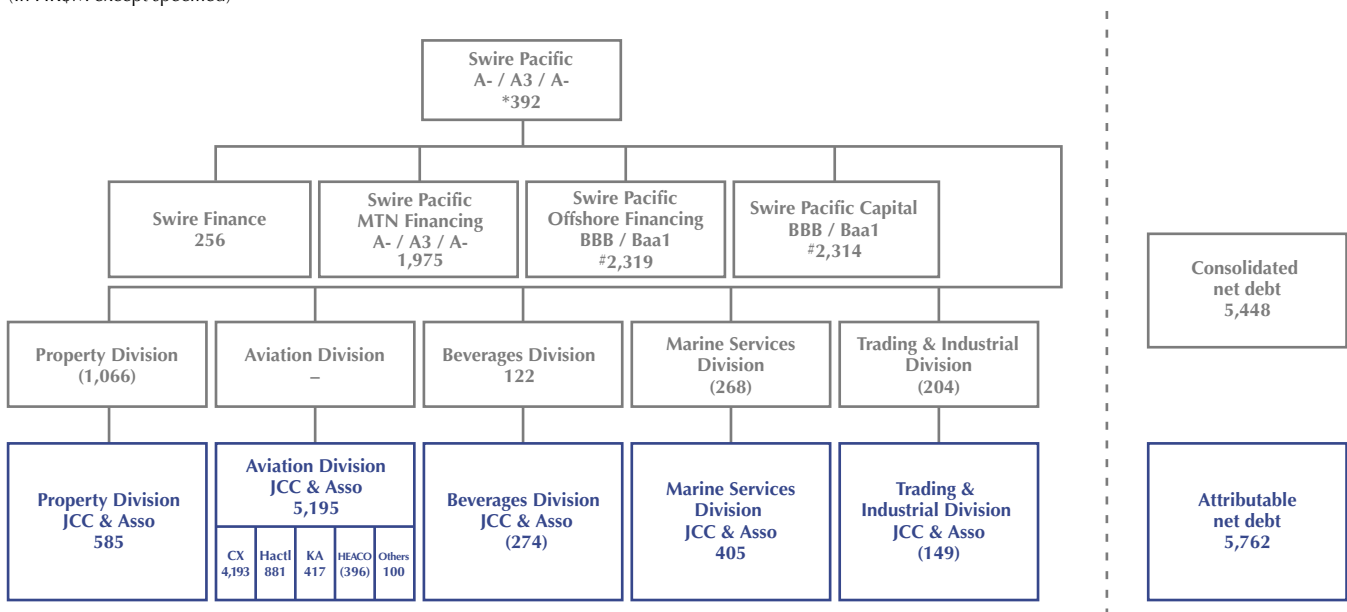 Swire Pacific
A- / A3 / A-
*392
Swire Finance
256
Swire Pacific
MTN Financing
A- / A3 / A-
1,975
Swire Pacific
Offshore Financing
BBB / Baa1
#2,319
Swire Pacific Capital
BBB / Baa1
#2,314
Consolidated
net debt
5,448
Property Division
(1,066)
Aviation Division
–
Beverages Division
122
Marine Services
Division
(268)
Trading & Industrial
Division
(204)
Property Division
JCC & Asso
585
Aviation Division
JCC & Asso
5,195
CX
4,193
Hactl
881
KA
417
HEACO
(396)
Others
100
Beverages Division
JCC & Asso
(274)
Marine Services
Division
JCC & Asso
405
Trading &
Industrial Division
JCC & Asso
(149)
Attributable
net debt
5,762